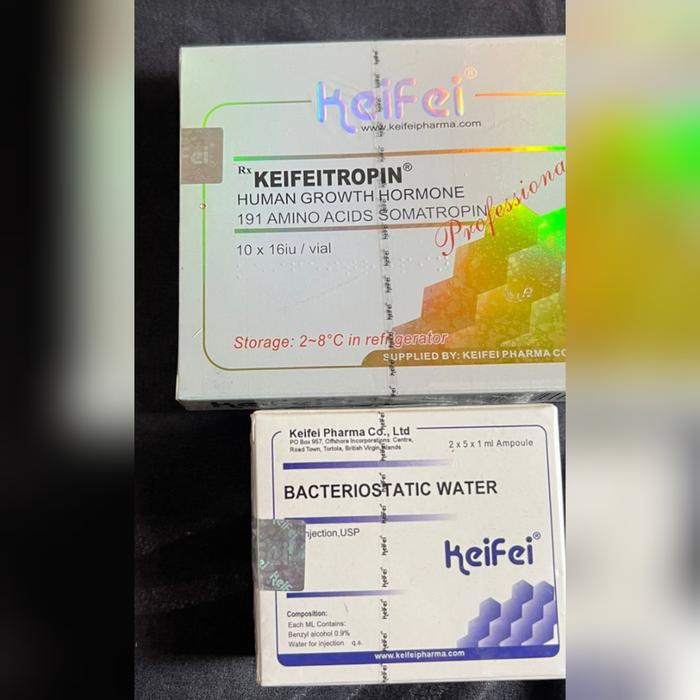 KeiFei®
www.keifeipharma.com
Rx KEIFEITROPIN®
HUMAN GROWTH HORMONE
191 AMINO ACIDS SOMATROPIN
Professiona
10 x 16iu / vial
Storage: 2~8°C in refrigerator
SUPPLIED BY: KEIFEI PHARMA CO
Keifei Pharma Co., Ltd
PO Box 957, Offshore Incorporations Centre,
Road Town, Tortola, British Virgin Islands
2 x 5 x 1 ml Ampoule
BACTERIOSTATIC WATER
njection,USP
KeiFei®
Composition:
Each ML Contains:
Benzyl alcohol 0.9%
Water for injection q.s.
www.keifeipharma.com